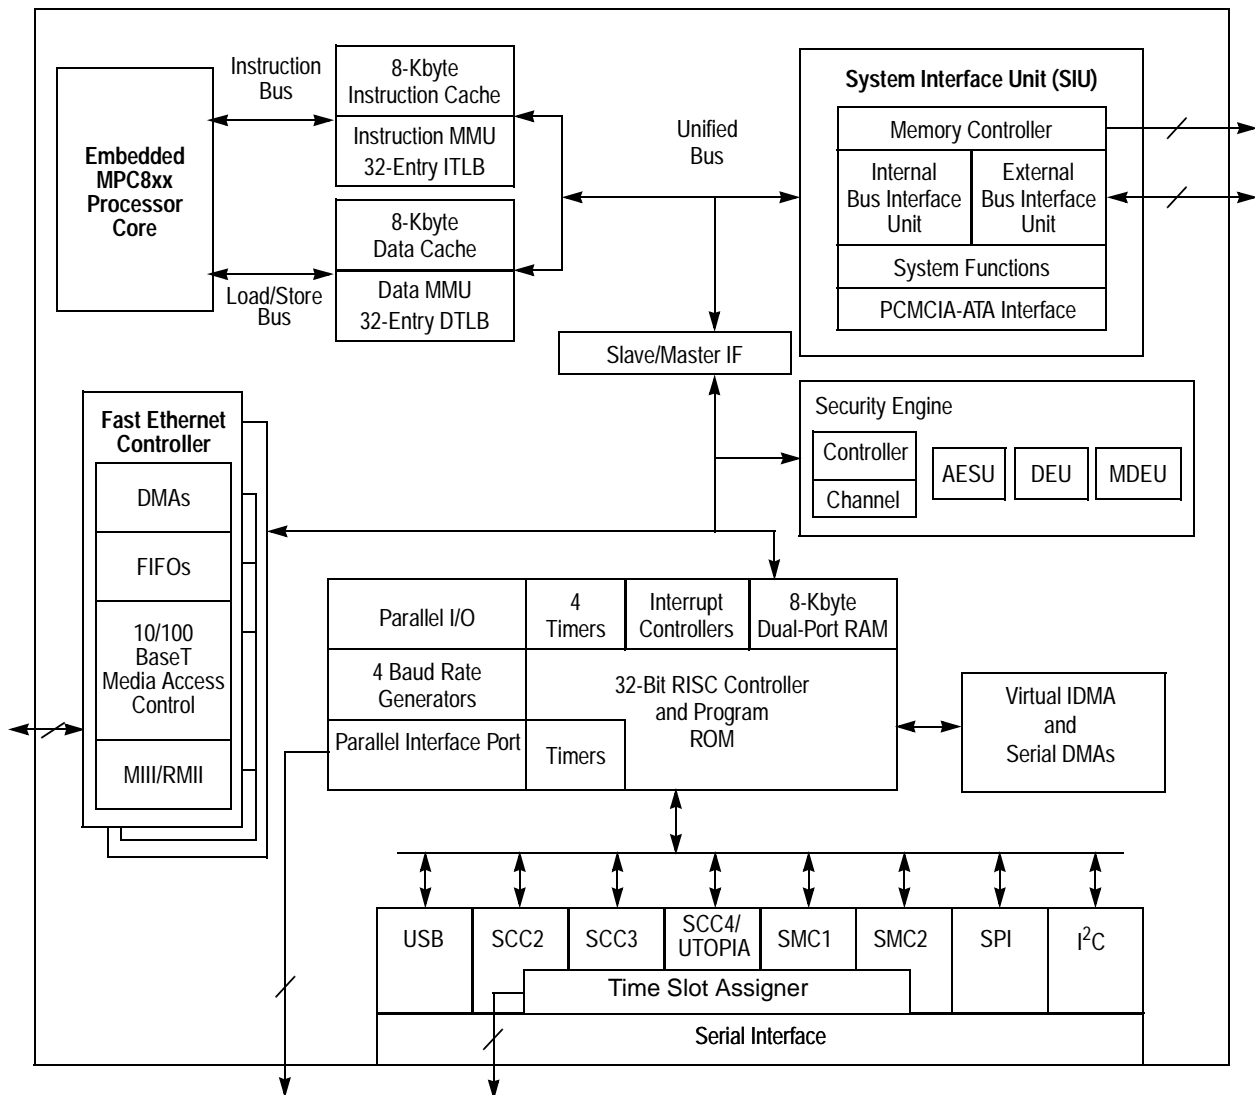 Instruction
Bus
8-Kbyte
Instruction Cache
Instruction MMU
32-Entry ITLB
Embedded
MPC8xx
Processor
Core
8-Kbyte
Data Cache
Data MMU
32-Entry DTLB
Load/Store
Bus
Unified
Bus
System Interface Unit (SIU)
Memory Controller
Internal
Bus Interface
Unit
External
Bus Interface
Unit
System Functions
PCMCIA-ATA Interface
Slave/Master IF
Security Engine
Controller
Channel
AESU
DEU
MDEU
Fast Ethernet
Controller
DMAs
FIFOs
10/100
BaseT
Media Access
Control
MIII/RMII
Parallel I/O
4
Timers
Interrupt
Controllers
8-Kbyte
Dual-Port RAM
4 Baud Rate
Generators
32-Bit RISC Controller
and Program
ROM
Parallel Interface Port
Timers
Virtual IDMA
and
Serial DMAs
USB
SCC2
SCC3
SCC4/
UTOPIA
SMC1
SMC2
SPI
I²C
Time Slot Assigner
Serial Interface